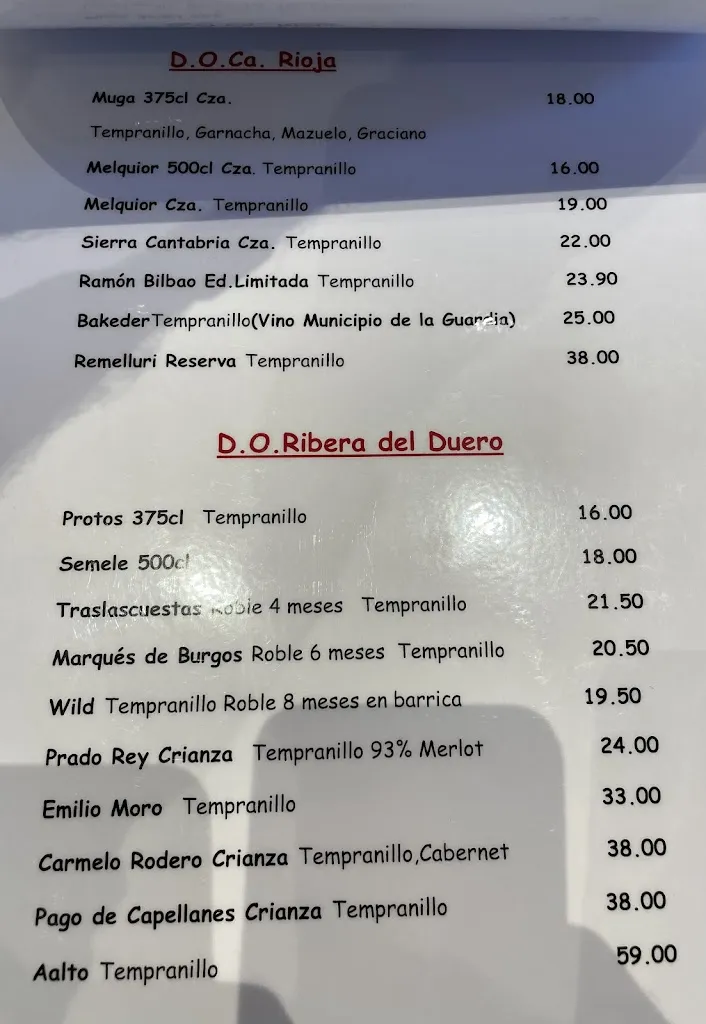 D.O.Ca. Rioja
Muga 375cl Cza. 18.00
Tempranillo, Garnacha, Mazuelo, Graciano
Melquior 500cl Cza. Tempranillo 16.00
Melquior Cza. Tempranillo 19.00
Sierra Cantabria Cza. Tempranillo 22.00
Ramón Bilbao Ed.Limitada Tempranillo 23.90
BakederTempranillo(Vino Municipio de la Guardia) 25.00
Remelluri Reserva Tempranillo 38.00
D.O.Ribera del Duero
Protos 375cl Tempranillo 16.00
Semele 500cl 18.00
Traslascuestas Roble 4 meses Tempranillo 21.50
Marqués de Burgos Roble 6 meses Tempranillo 20.50
Wild Tempranillo Roble 8 meses en barrica 19.50
Prado Rey Crianza Tempranillo 93% Merlot 24.00
Emilio Moro Tempranillo 33.00
Carmelo Rodero Crianza Tempranillo,Cabernet 38.00
Pago de Capellanes Crianza Tempranillo 38.00
Aalto Tempranillo 59.00